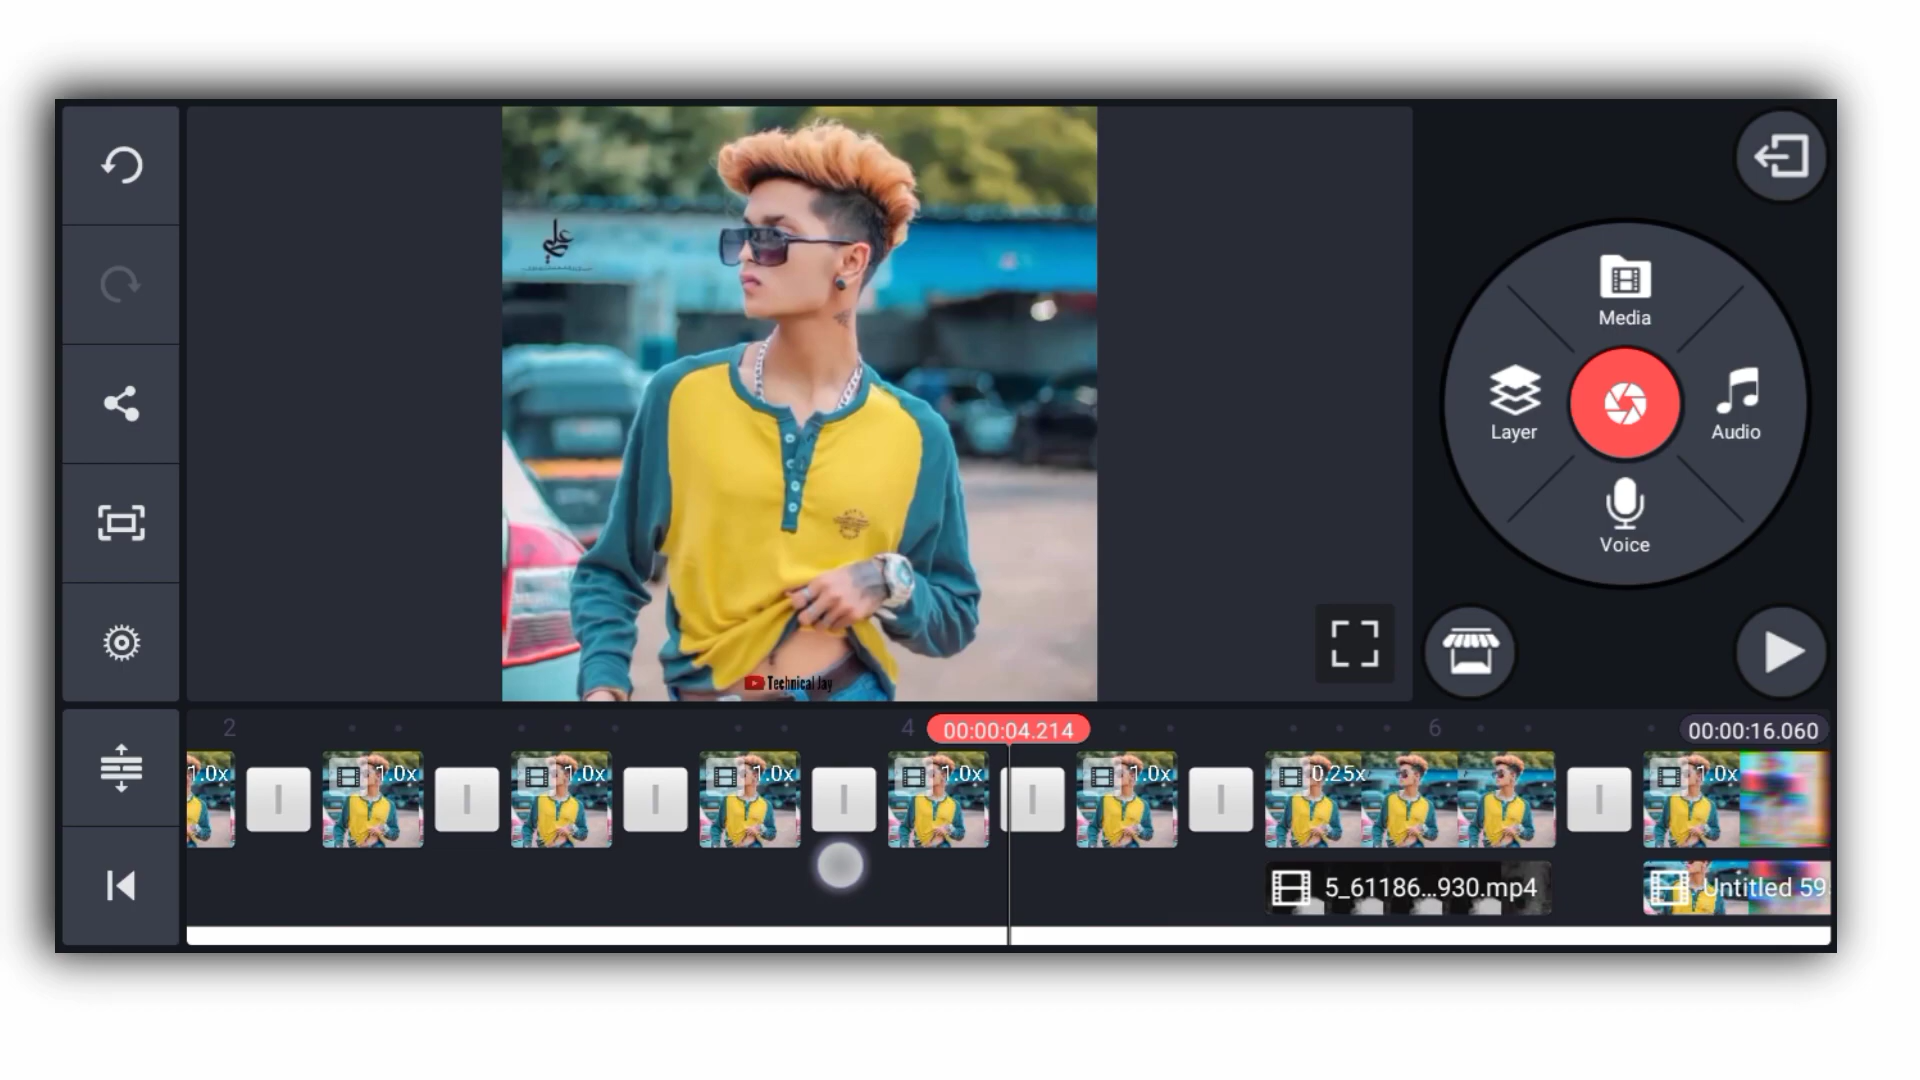 علي
Technical Jay
Media
Layer
Audio
Voice
2
4
00:00:04.214
6
00:00:16.060
1.0x
1.0x
1.0x
1.0x
1.0x
1.0x
0.25x
1.0x
5_61186...930.mp4
Untitled 59